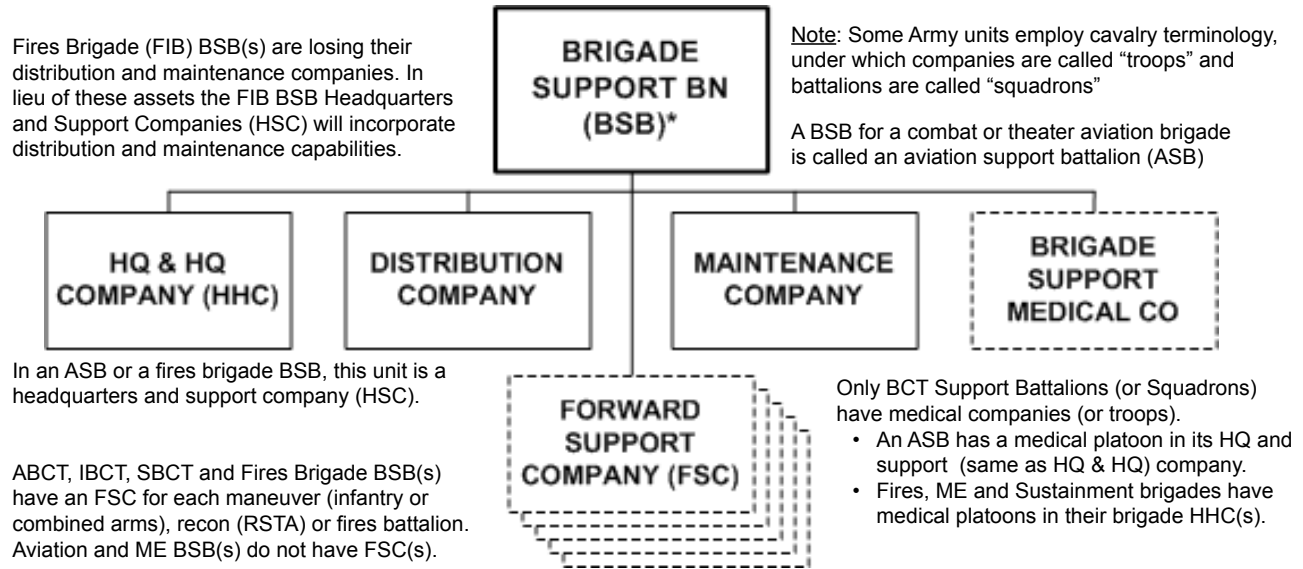 Fires Brigade (FIB) BSB(s) are losing their
distribution and maintenance companies. In
lieu of these assets the FIB BSB Headquarters
and Support Companies (HSC) will incorporate
distribution and maintenance capabilities.
BRIGADE
SUPPORT BN
(BSB)*
Note: Some Army units employ cavalry terminology,
under which companies are called “troops” and
battalions are called “squadrons”
A BSB for a combat or theater aviation brigade
is called an aviation support battalion (ASB)
HQ & HQ
COMPANY (HHC)
DISTRIBUTION
COMPANY
MAINTENANCE
COMPANY
BRIGADE
SUPPORT
MEDICAL CO
In an ASB or a fires brigade BSB, this unit is a
headquarters and support company (HSC).
ABCT, IBCT, SBCT and Fires Brigade BSB(s)
have an FSC for each maneuver (infantry or
combined arms), recon (RSTA) or fires battalion.
Aviation and ME BSB(s) do not have FSC(s).
FORWARD
SUPPORT
COMPANY (FSC)
Only BCT Support Battalions (or Squadrons)
have medical companies (or troops).
• An ASB has a medical platoon in its HQ and
support (same as HQ & HQ) company.
• Fires, ME and Sustainment brigades have
medical platoons in their brigade HHC(s).